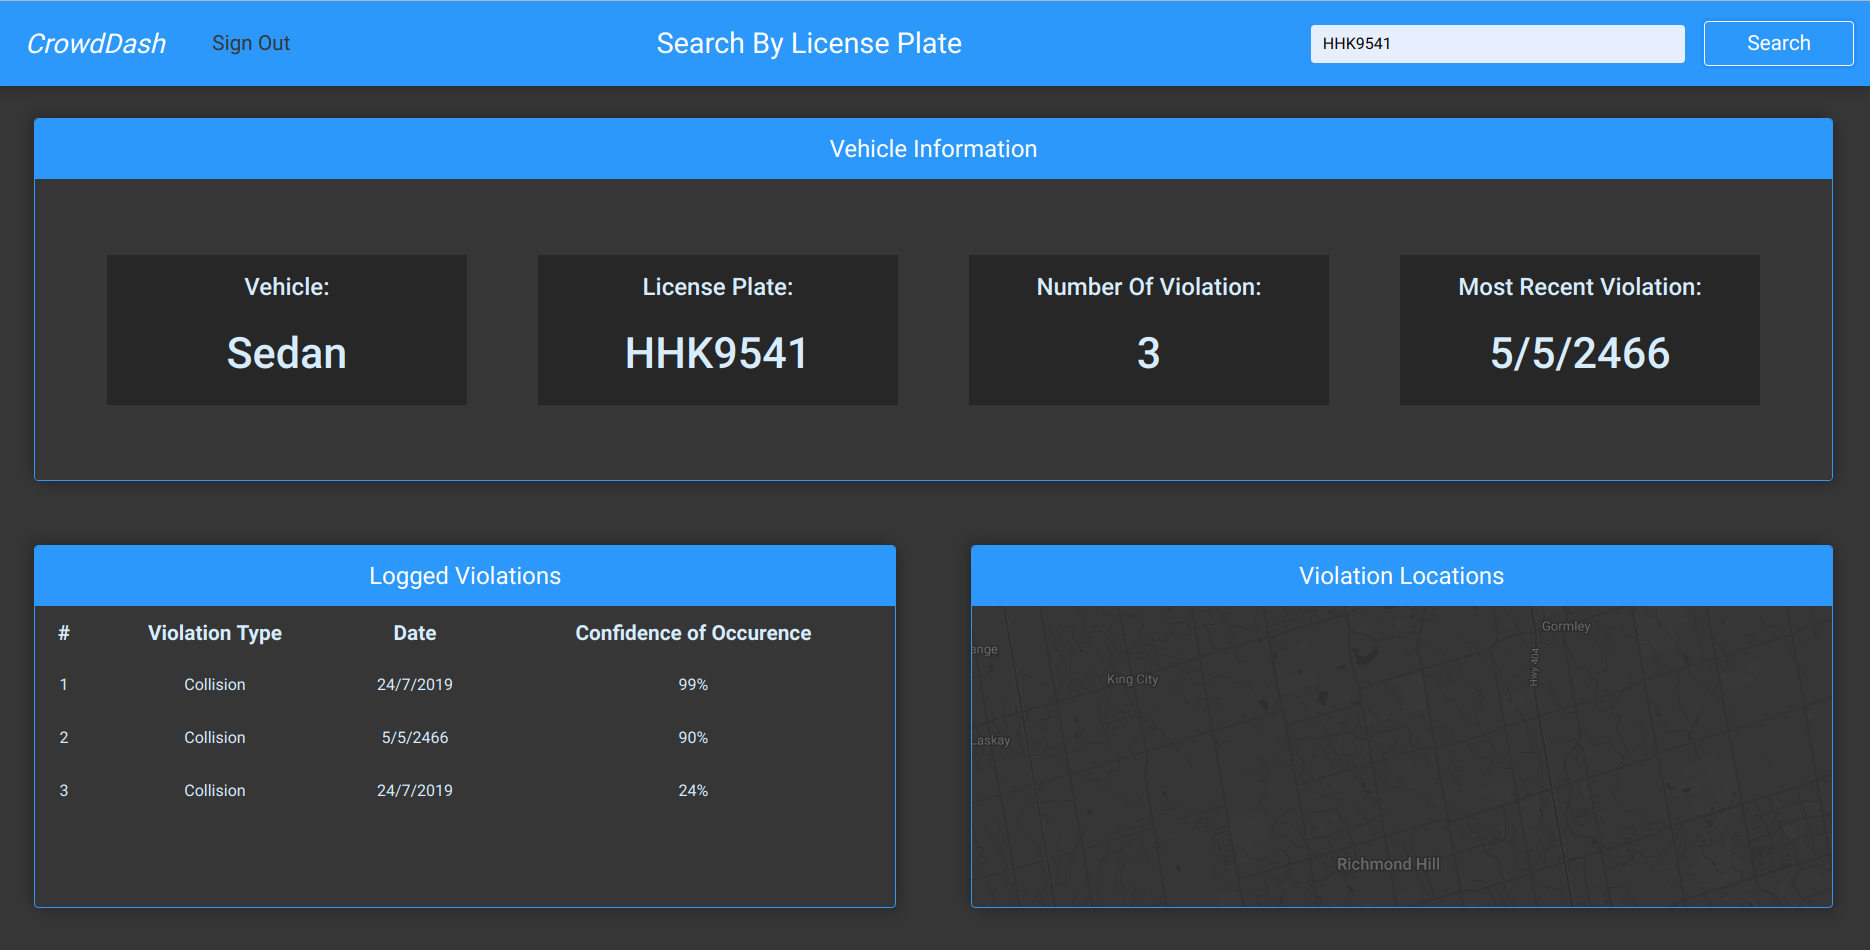 CrowdDash Sign Out Search By License Plate HHK9541 Search
Vehicle Information
Vehicle: License Plate: Number Of Violation: Most Recent Violation:
Sedan HHK9541 3 5/5/2466
Logged Violations
# Violation Type Date Confidence of Occurence
1 Collision 24/7/2019 99%
2 Collision 5/5/2466 90%
3 Collision 24/7/2019 24%
Violation Locations
Gormley
ange
King City
Hwy 404
Laskay
Richmond Hill